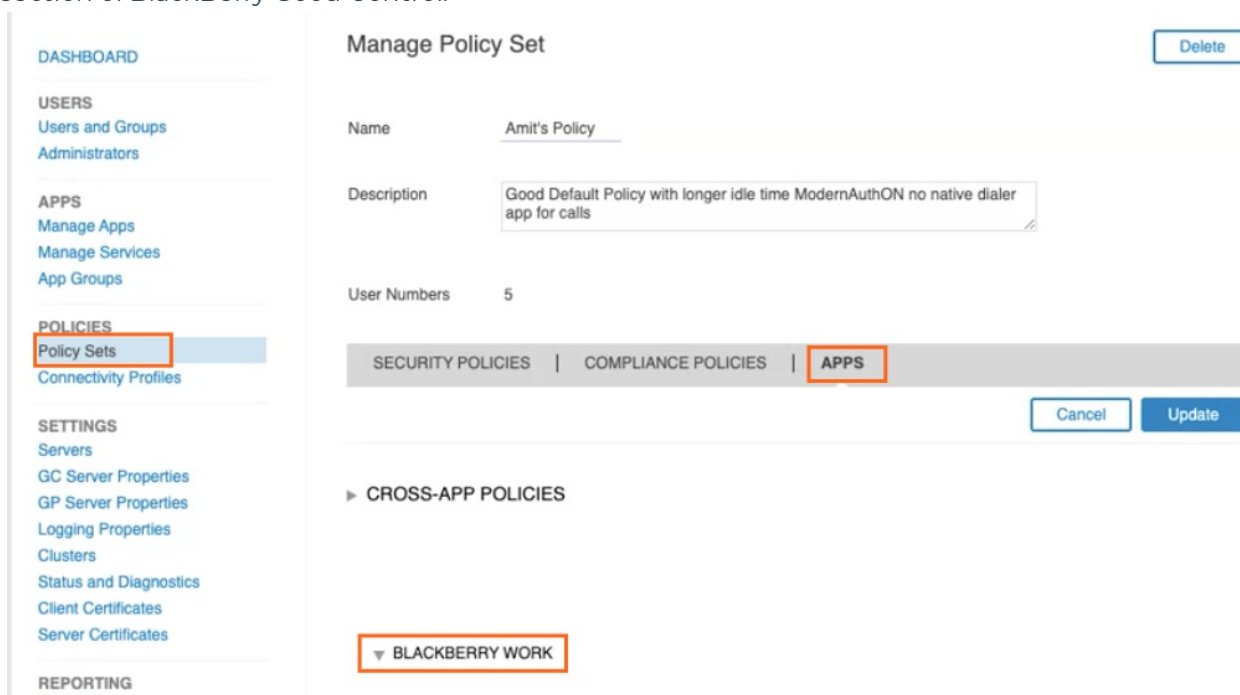 section of BlackBerry Good Control.
DASHBOARD
USERS
Users and Groups
Administrators
APPS
Manage Apps
Manage Services
App Groups
POLICIES
Policy Sets
Connectivity Profiles
SETTINGS
Servers
GC Server Properties
GP Server Properties
Logging Properties
Clusters
Status and Diagnostics
Client Certificates
Server Certificates
REPORTING
Manage Policy Set
Delete
Name Amit's Policy
Description Good Default Policy with longer idle time ModernAuthON no native dialer
app for calls
User Numbers 5
SECURITY POLICIES | COMPLIANCE POLICIES | APPS
Cancel Update
CROSS-APP POLICIES
BLACKBERRY WORK